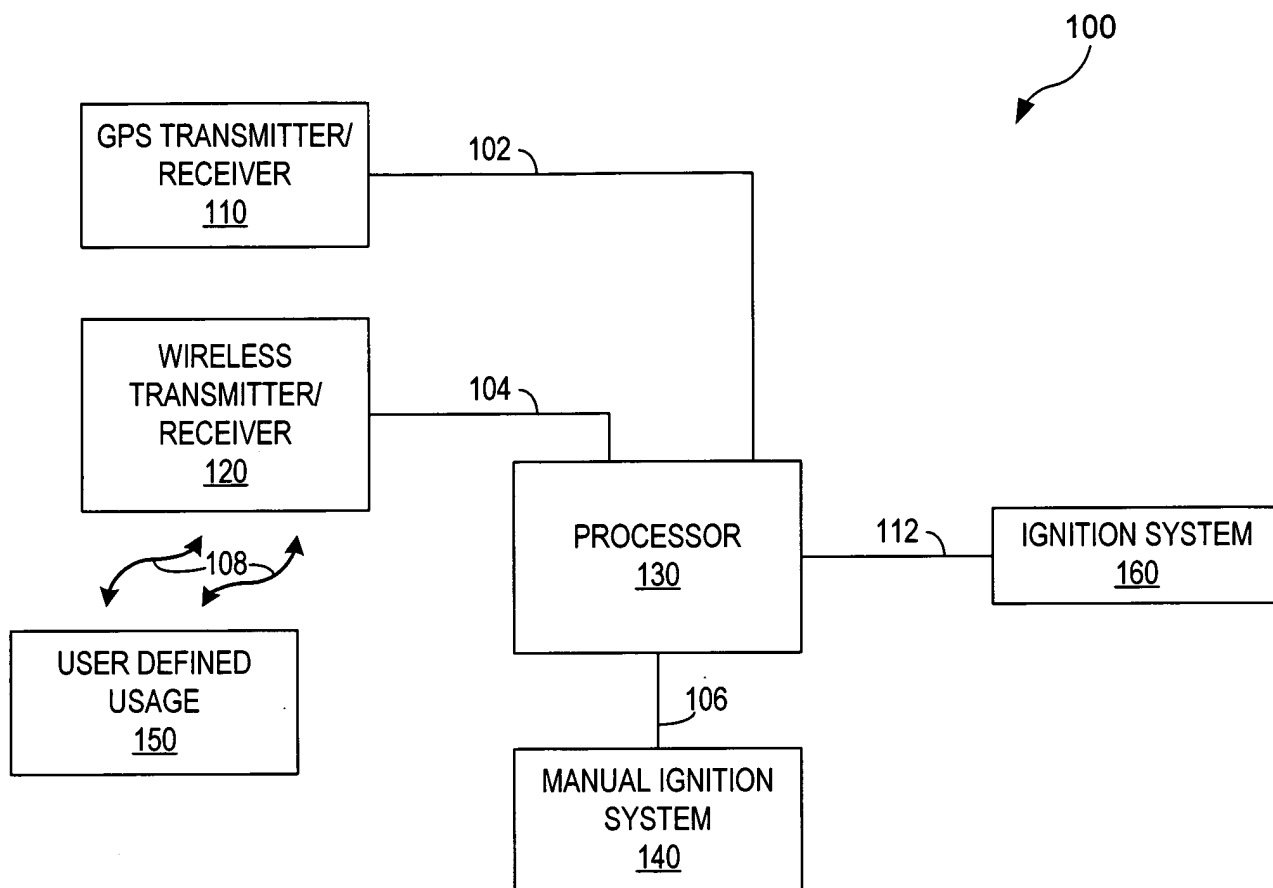 100
GPS TRANSMITTER/
RECEIVER
110
102
WIRELESS
TRANSMITTER/
RECEIVER
120
104
PROCESSOR
130
112
IGNITION SYSTEM
160
108
USER DEFINED
USAGE
150
106
MANUAL IGNITION
SYSTEM
140